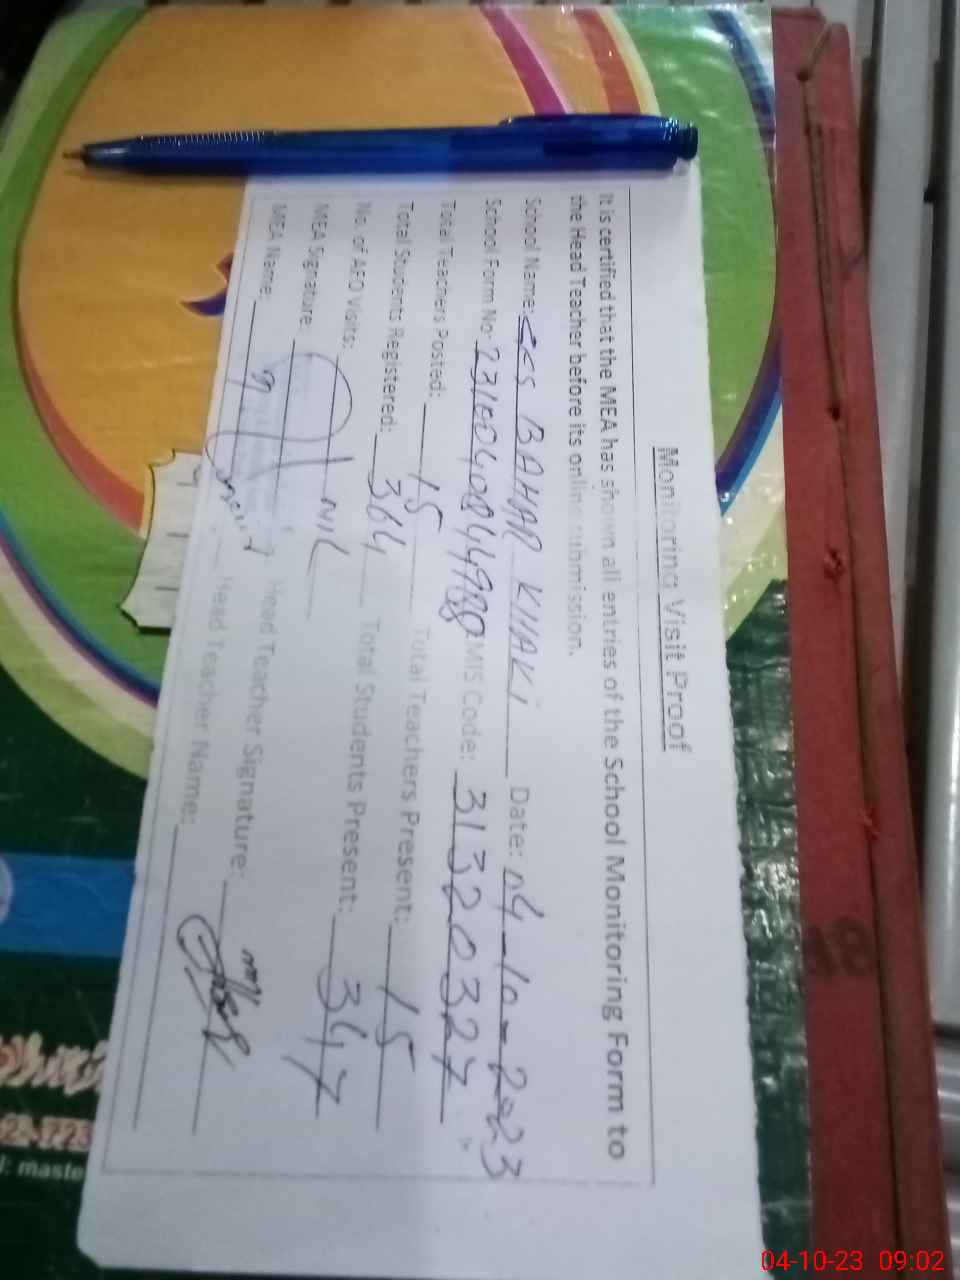 Monitoring Visit Proof
It is certified that the MEA has shown all entries of the School Monitoring Form to
the Head Teacher before its online submission.
School Name: GES BAHAR KHAKI Date: 04-10-2023
School Form No: EMIS Code: 31320327
Total Teachers Posted: 15 Total Teachers Present: 15
Total Students Registered: 364 Total Students Present: 347
No. of AEO Visits: NIL
MEA Signature: Head Teacher Signature:
MEA Name: Head Teacher Name:
04-10-23 09:02